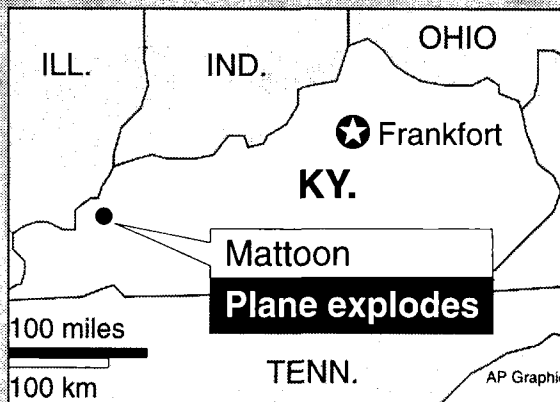 OHIO
ILL.
IND.
Frankfort
KY.
Mattoon
Plane explodes
100 miles
100 km
TENN.
AP Graphic